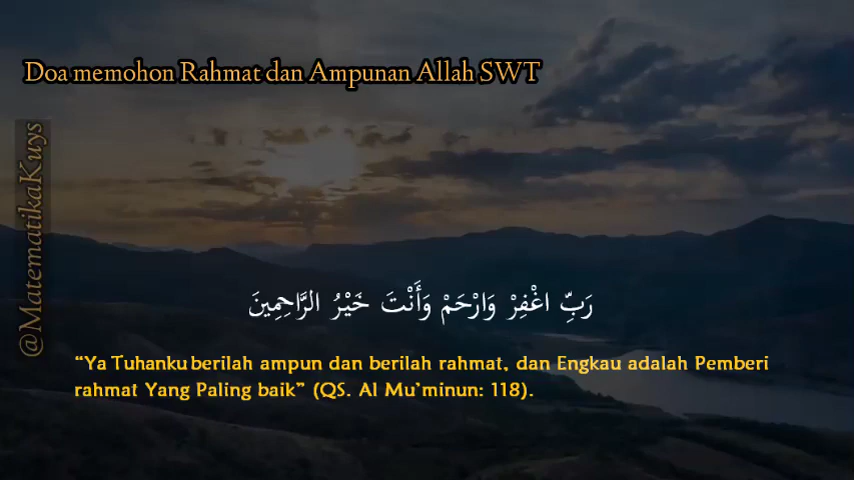 Doa memohon Rahmat dan Ampunan Allah SWT
@MatematikaKuys
رَبِّ اغْفِرْ وَارْحَمْ وَأَنْتَ خَيْرُ الرَّاحِمِينَ
“Ya Tuhanku berilah ampun dan berilah rahmat, dan Engkau adalah Pemberi
rahmat Yang Paling baik” (QS. Al Mu’minun: 118).